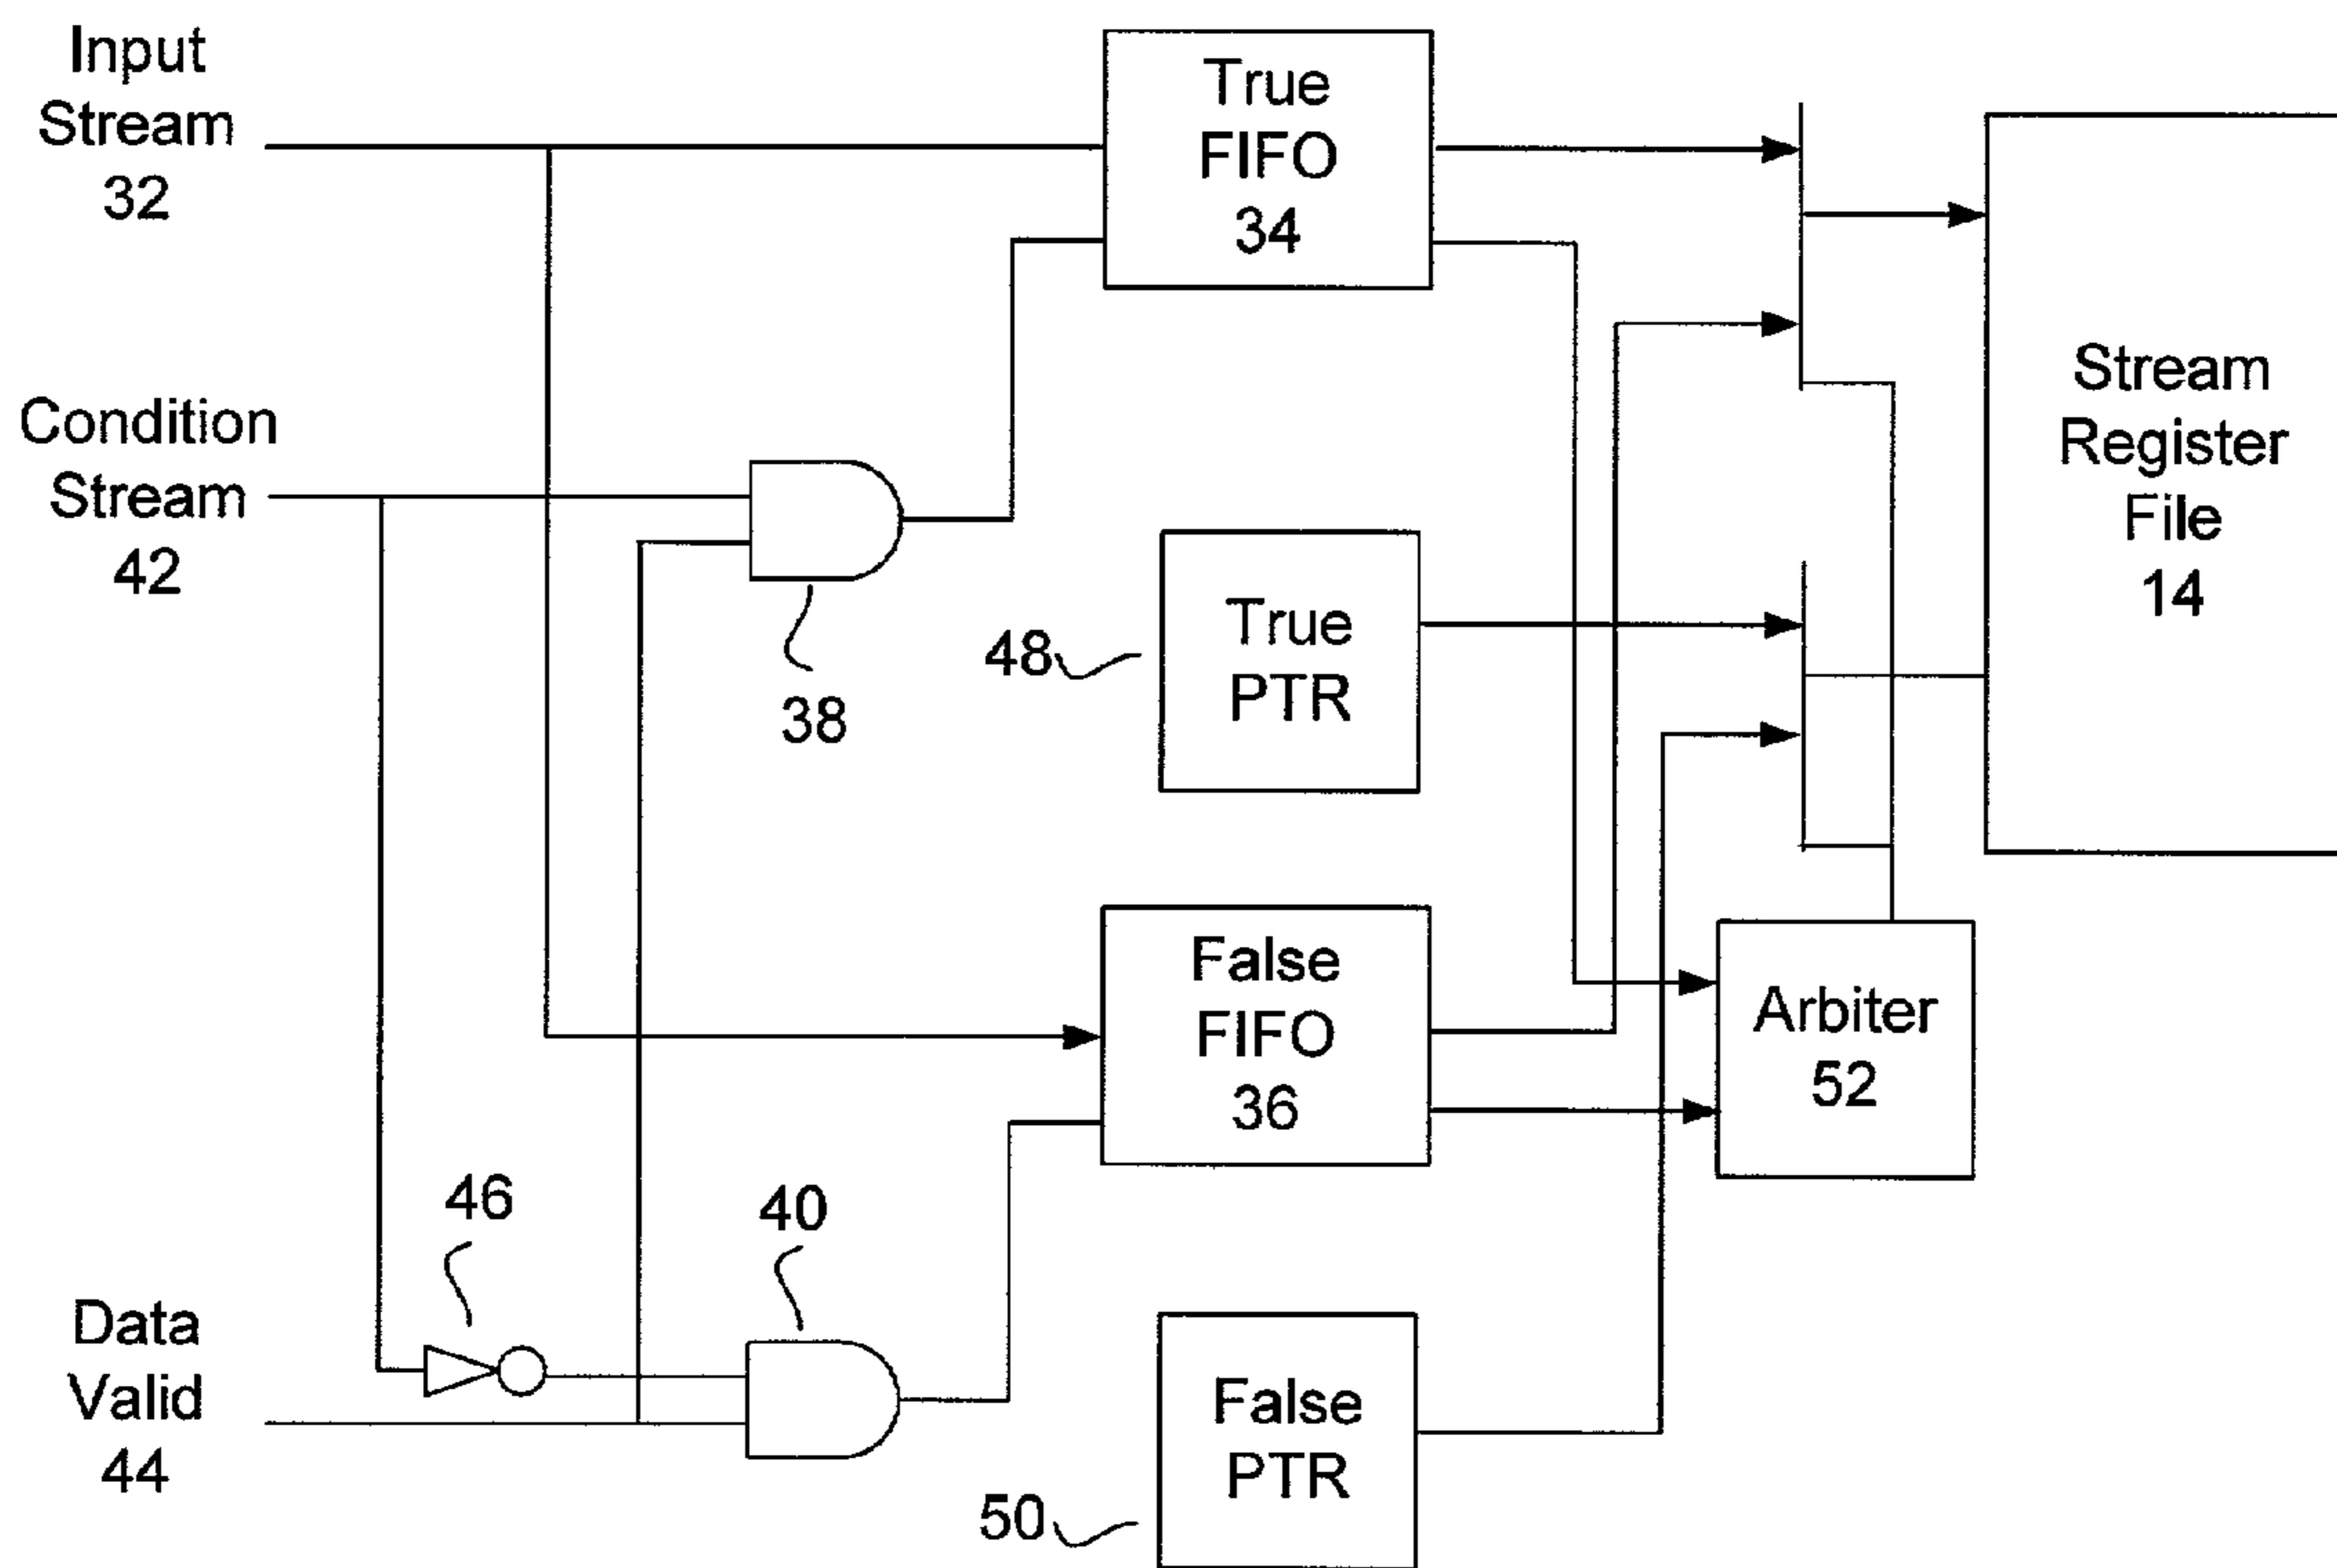 Input
Stream
32
True
FIFO
34
Condition
Stream
42
38
48
True
PTR
Stream
Register
File
14
False
FIFO
36
Arbiter
52
46
40
Data
Valid
44
False
PTR
50